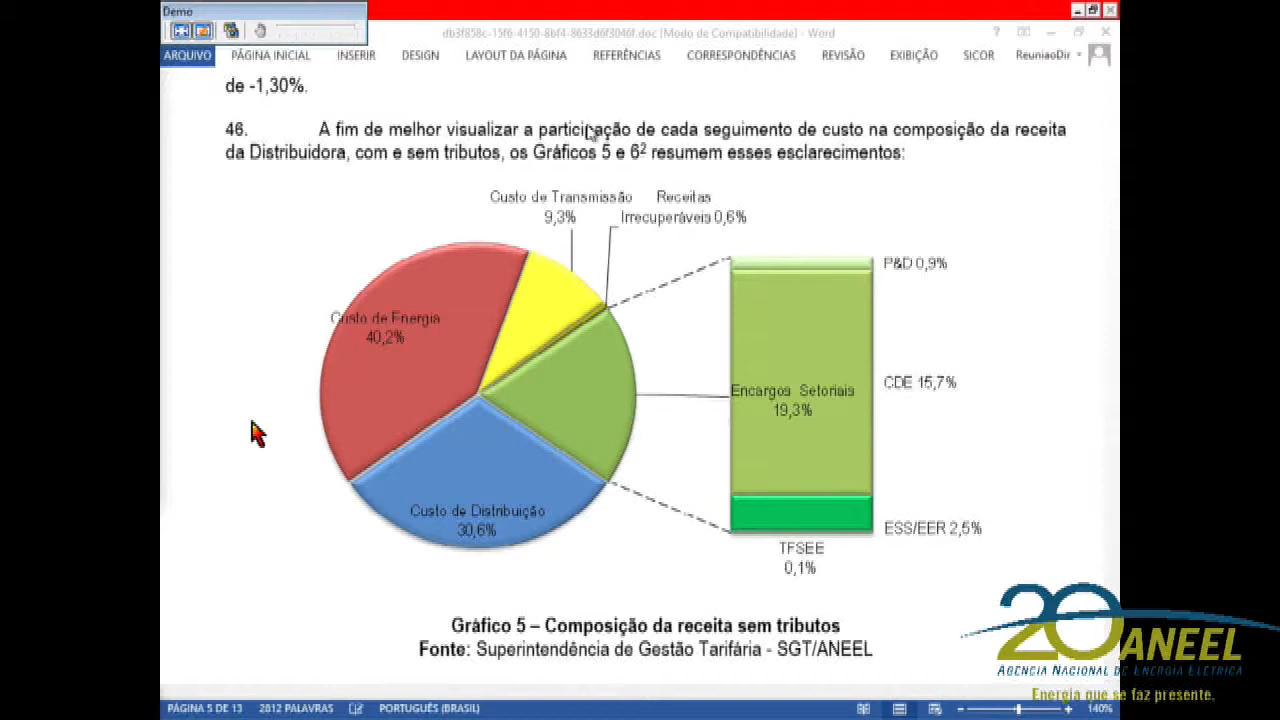 Demo
db3f858c-15f6-4150-8bf4-8633d6f3046f.doc [Modo de Compatibilidade] - Word
ARQUIVO PÁGINA INICIAL INSERIR DESIGN LAYOUT DA PÁGINA REFERÊNCIAS CORRESPONDÊNCIAS REVISÃO EXIBIÇÃO SICOR ReuniaoDir
de -1,30%.
46. A fim de melhor visualizar a participação de cada seguimento de custo na composição da receita
da Distribuidora, com e sem tributos, os Gráficos 5 e 6² resumem esses esclarecimentos:
Custo de Transmissão
9,3%
Receitas
Irrecuperáveis 0,6%
P&D 0,9%
Custo de Energia
40,2%
CDE 15,7%
Encargos Setoriais
19,3%
Custo de Distribuição
30,6%
ESS/EER 2,5%
TFSEE
0,1%
Gráfico 5 – Composição da receita sem tributos
Fonte: Superintendência de Gestão Tarifária - SGT/ANEEL
20 ANEEL
AGÊNCIA NACIONAL DE ENERGIA ELÉTRICA
Energia que se faz presente.
PÁGINA 5 DE 13 2012 PALAVRAS PORTUGUÊS (BRASIL) 140%